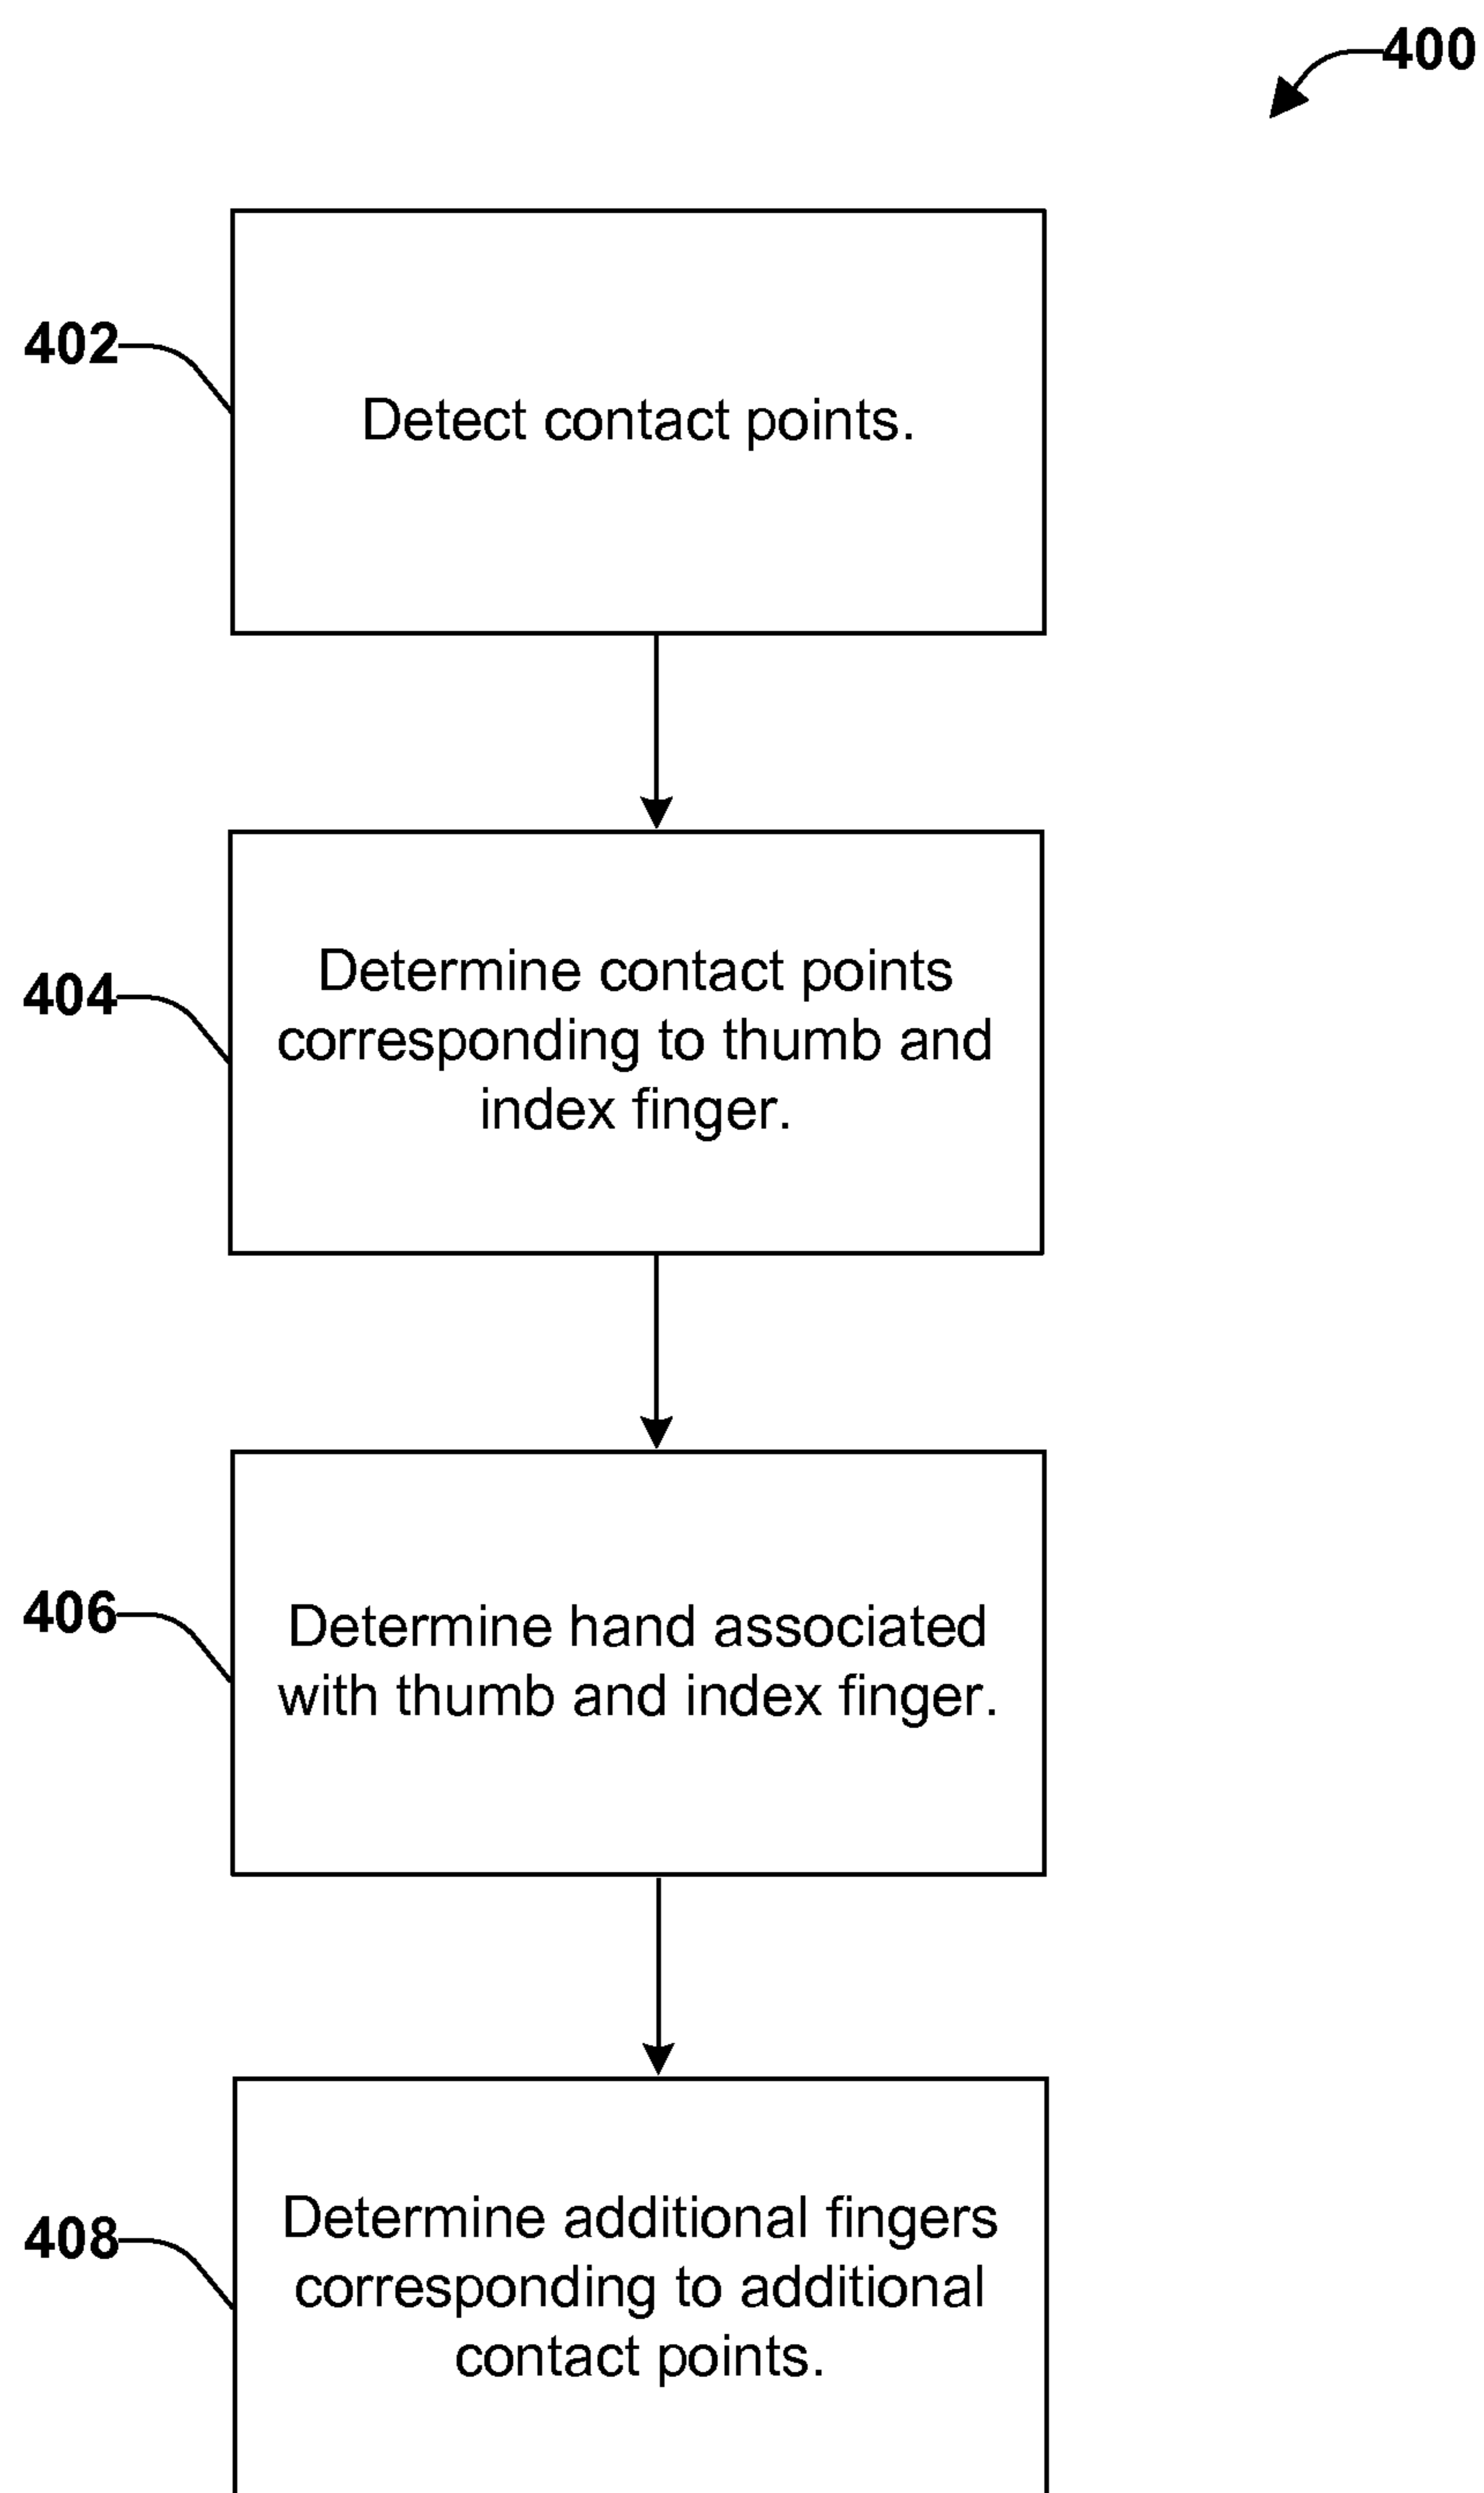 400
402
Detect contact points.
404
Determine contact points
corresponding to thumb and
index finger.
406
Determine hand associated
with thumb and index finger.
408
Determine additional fingers
corresponding to additional
contact points.